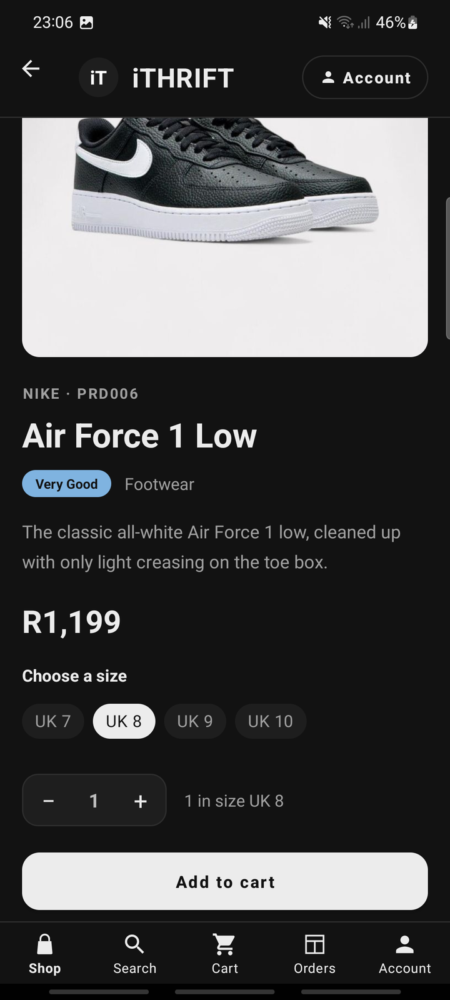 23:06
46%
iT iTHRIFT Account
NIKE · PRD006
Air Force 1 Low
Very Good Footwear
The classic all-white Air Force 1 low, cleaned up
with only light creasing on the toe box.
R1,199
Choose a size
UK 7 UK 8 UK 9 UK 10
− 1 + 1 in size UK 8
Add to cart
Shop Search Cart Orders Account